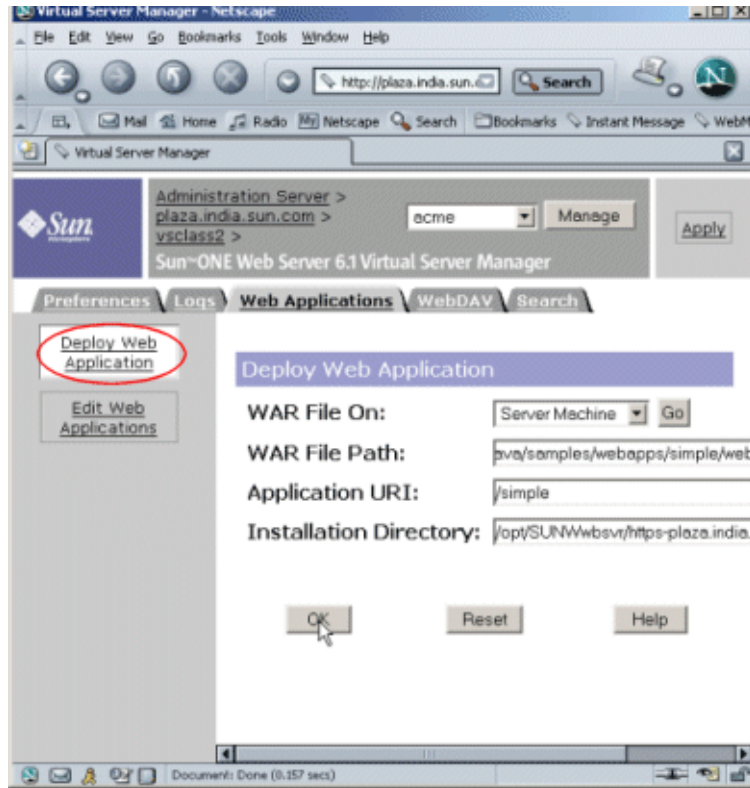 Virtual Server Manager - Netscape
File Edit View Go Bookmarks Tools Window Help
http://plaza.india.sun.c
Search
N
Mail Home Radio My Netscape Search Bookmarks Instant Message WebM
Virtual Server Manager
Sun
microsystems
Administration Server >
plaza.india.sun.com >
vsclass2 >
acme
Manage
Apply
Sun™ONE Web Server 6.1 Virtual Server Manager
Preferences Logs Web Applications WebDAV Search
Deploy Web
Application
Edit Web
Applications
Deploy Web Application
WAR File On: Server Machine Go
WAR File Path: ava/samples/webapps/simple/web
Application URI: /simple
Installation Directory: /opt/SUNWwbsvr/https-plaza.india.
OK Reset Help
Document: Done (0.157 secs)